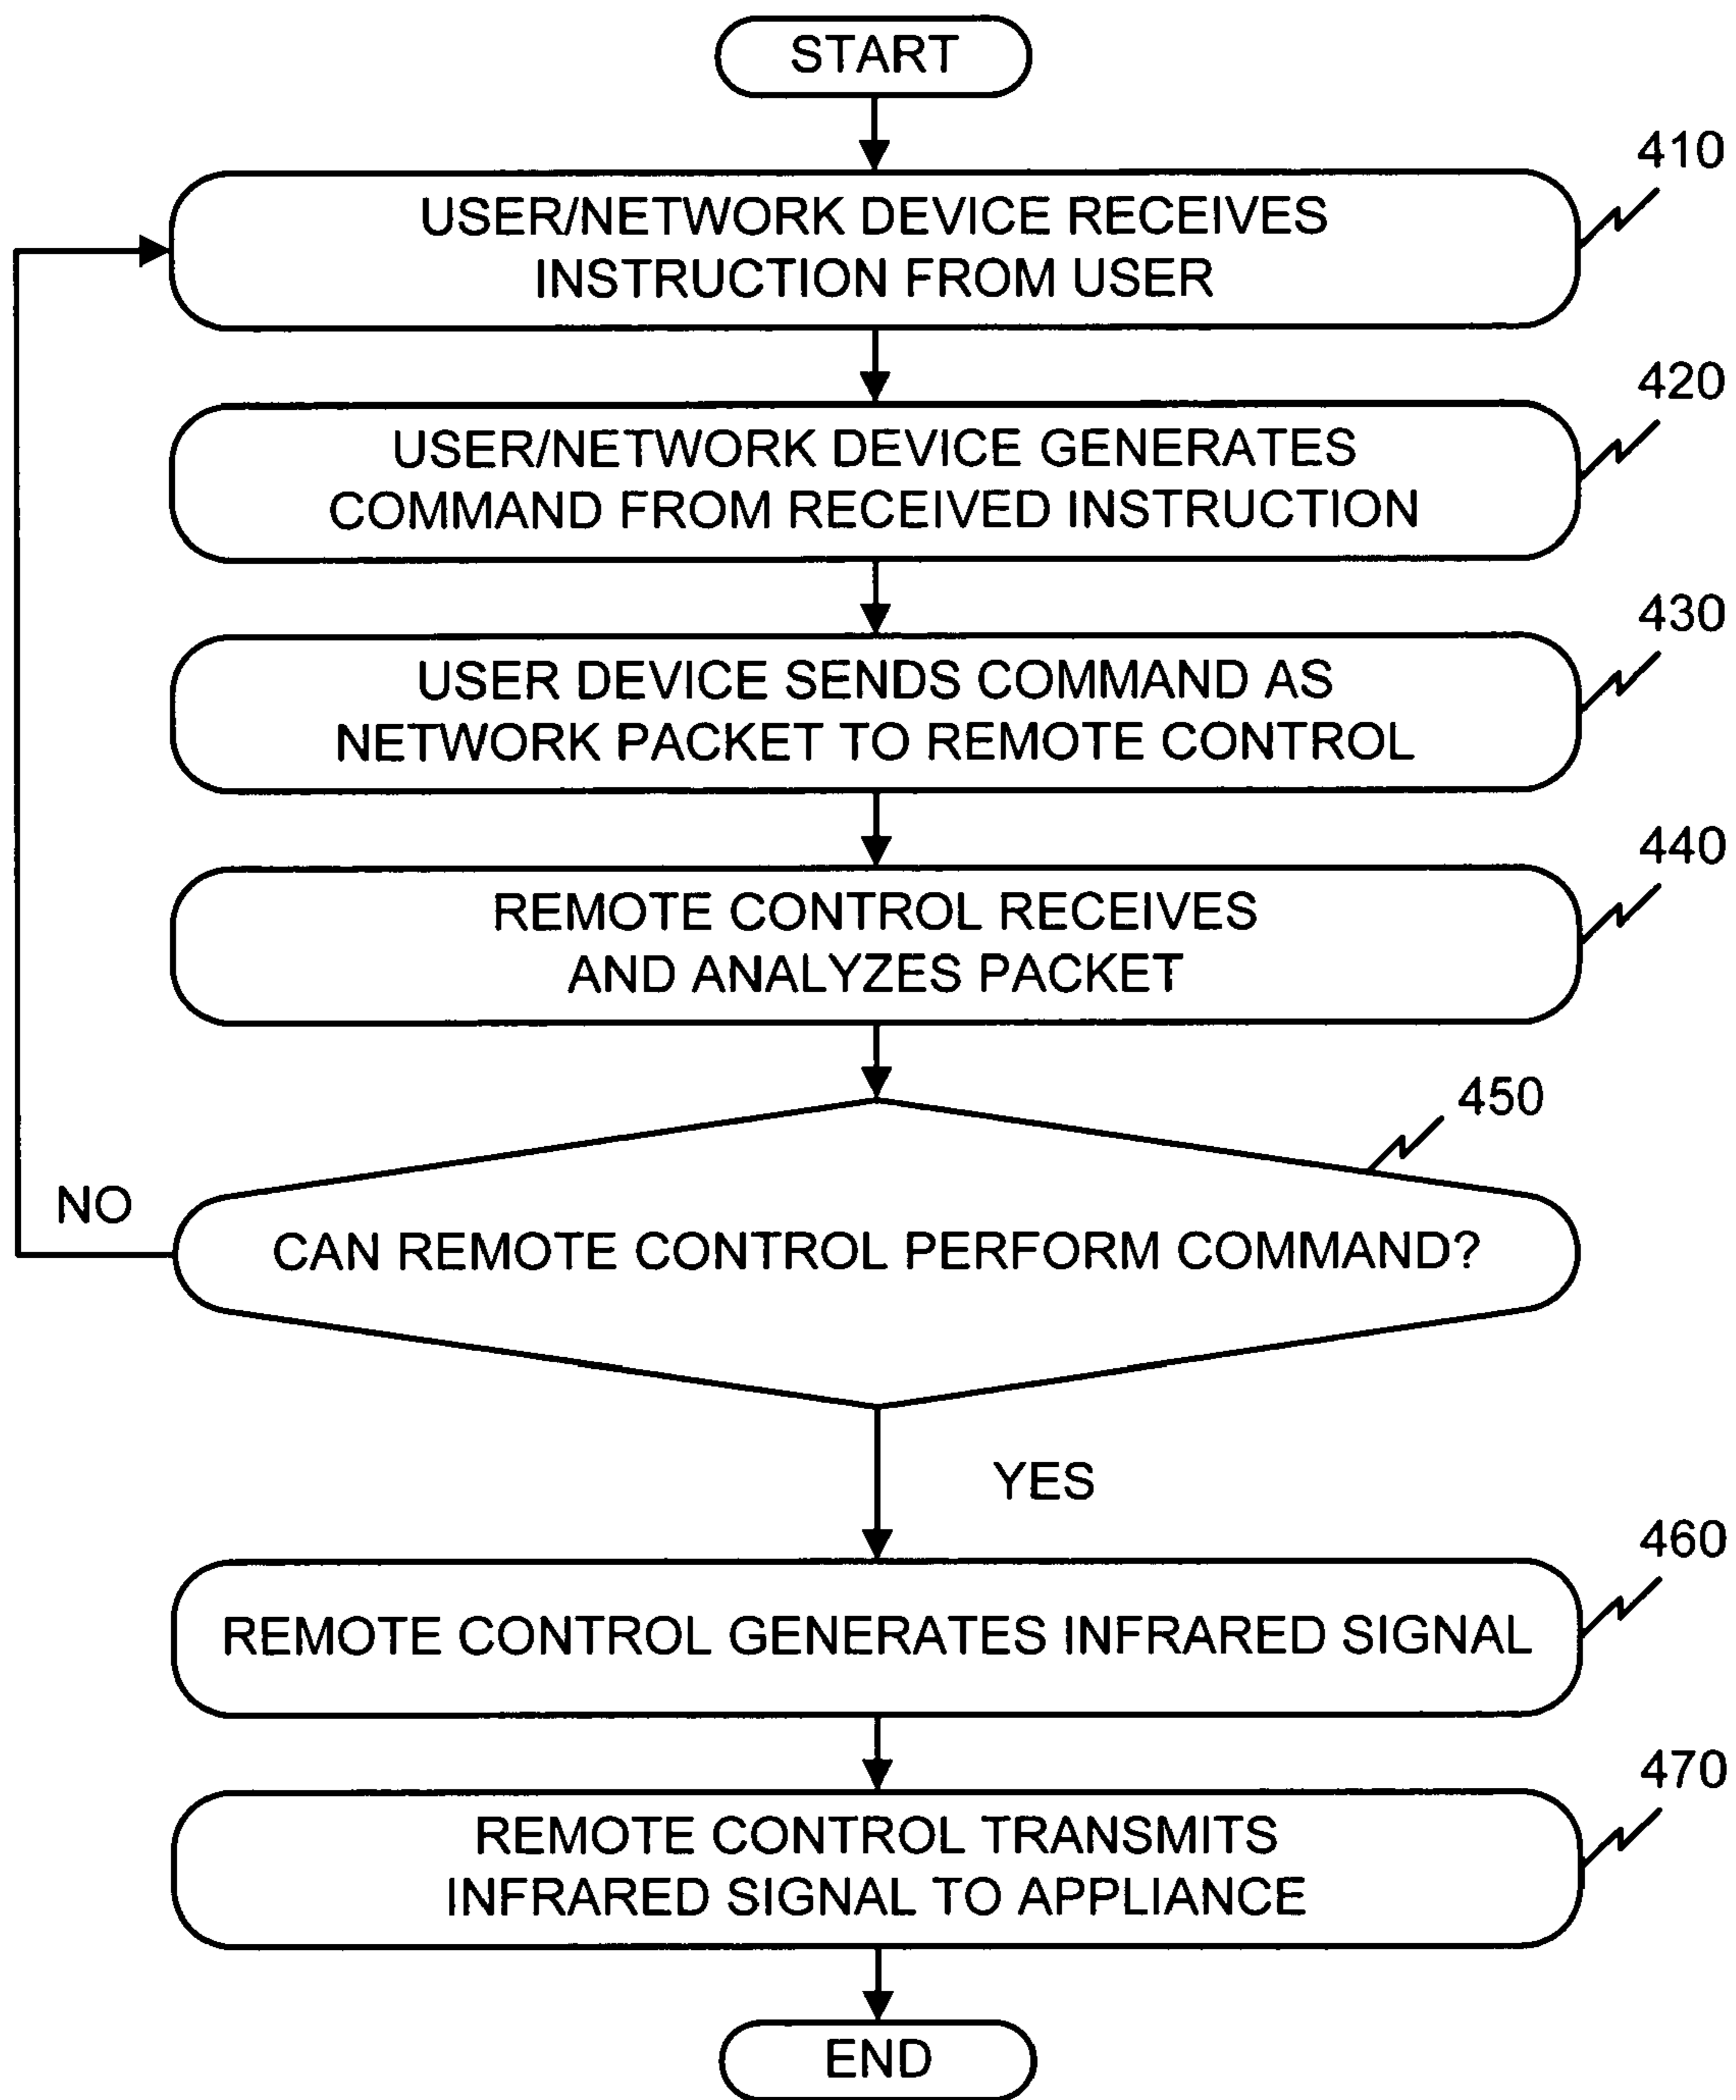 START
410
USER/NETWORK DEVICE RECEIVES
INSTRUCTION FROM USER
420
USER/NETWORK DEVICE GENERATES
COMMAND FROM RECEIVED INSTRUCTION
430
USER DEVICE SENDS COMMAND AS
NETWORK PACKET TO REMOTE CONTROL
440
REMOTE CONTROL RECEIVES
AND ANALYZES PACKET
450
NO
CAN REMOTE CONTROL PERFORM COMMAND?
YES
460
REMOTE CONTROL GENERATES INFRARED SIGNAL
470
REMOTE CONTROL TRANSMITS
INFRARED SIGNAL TO APPLIANCE
END